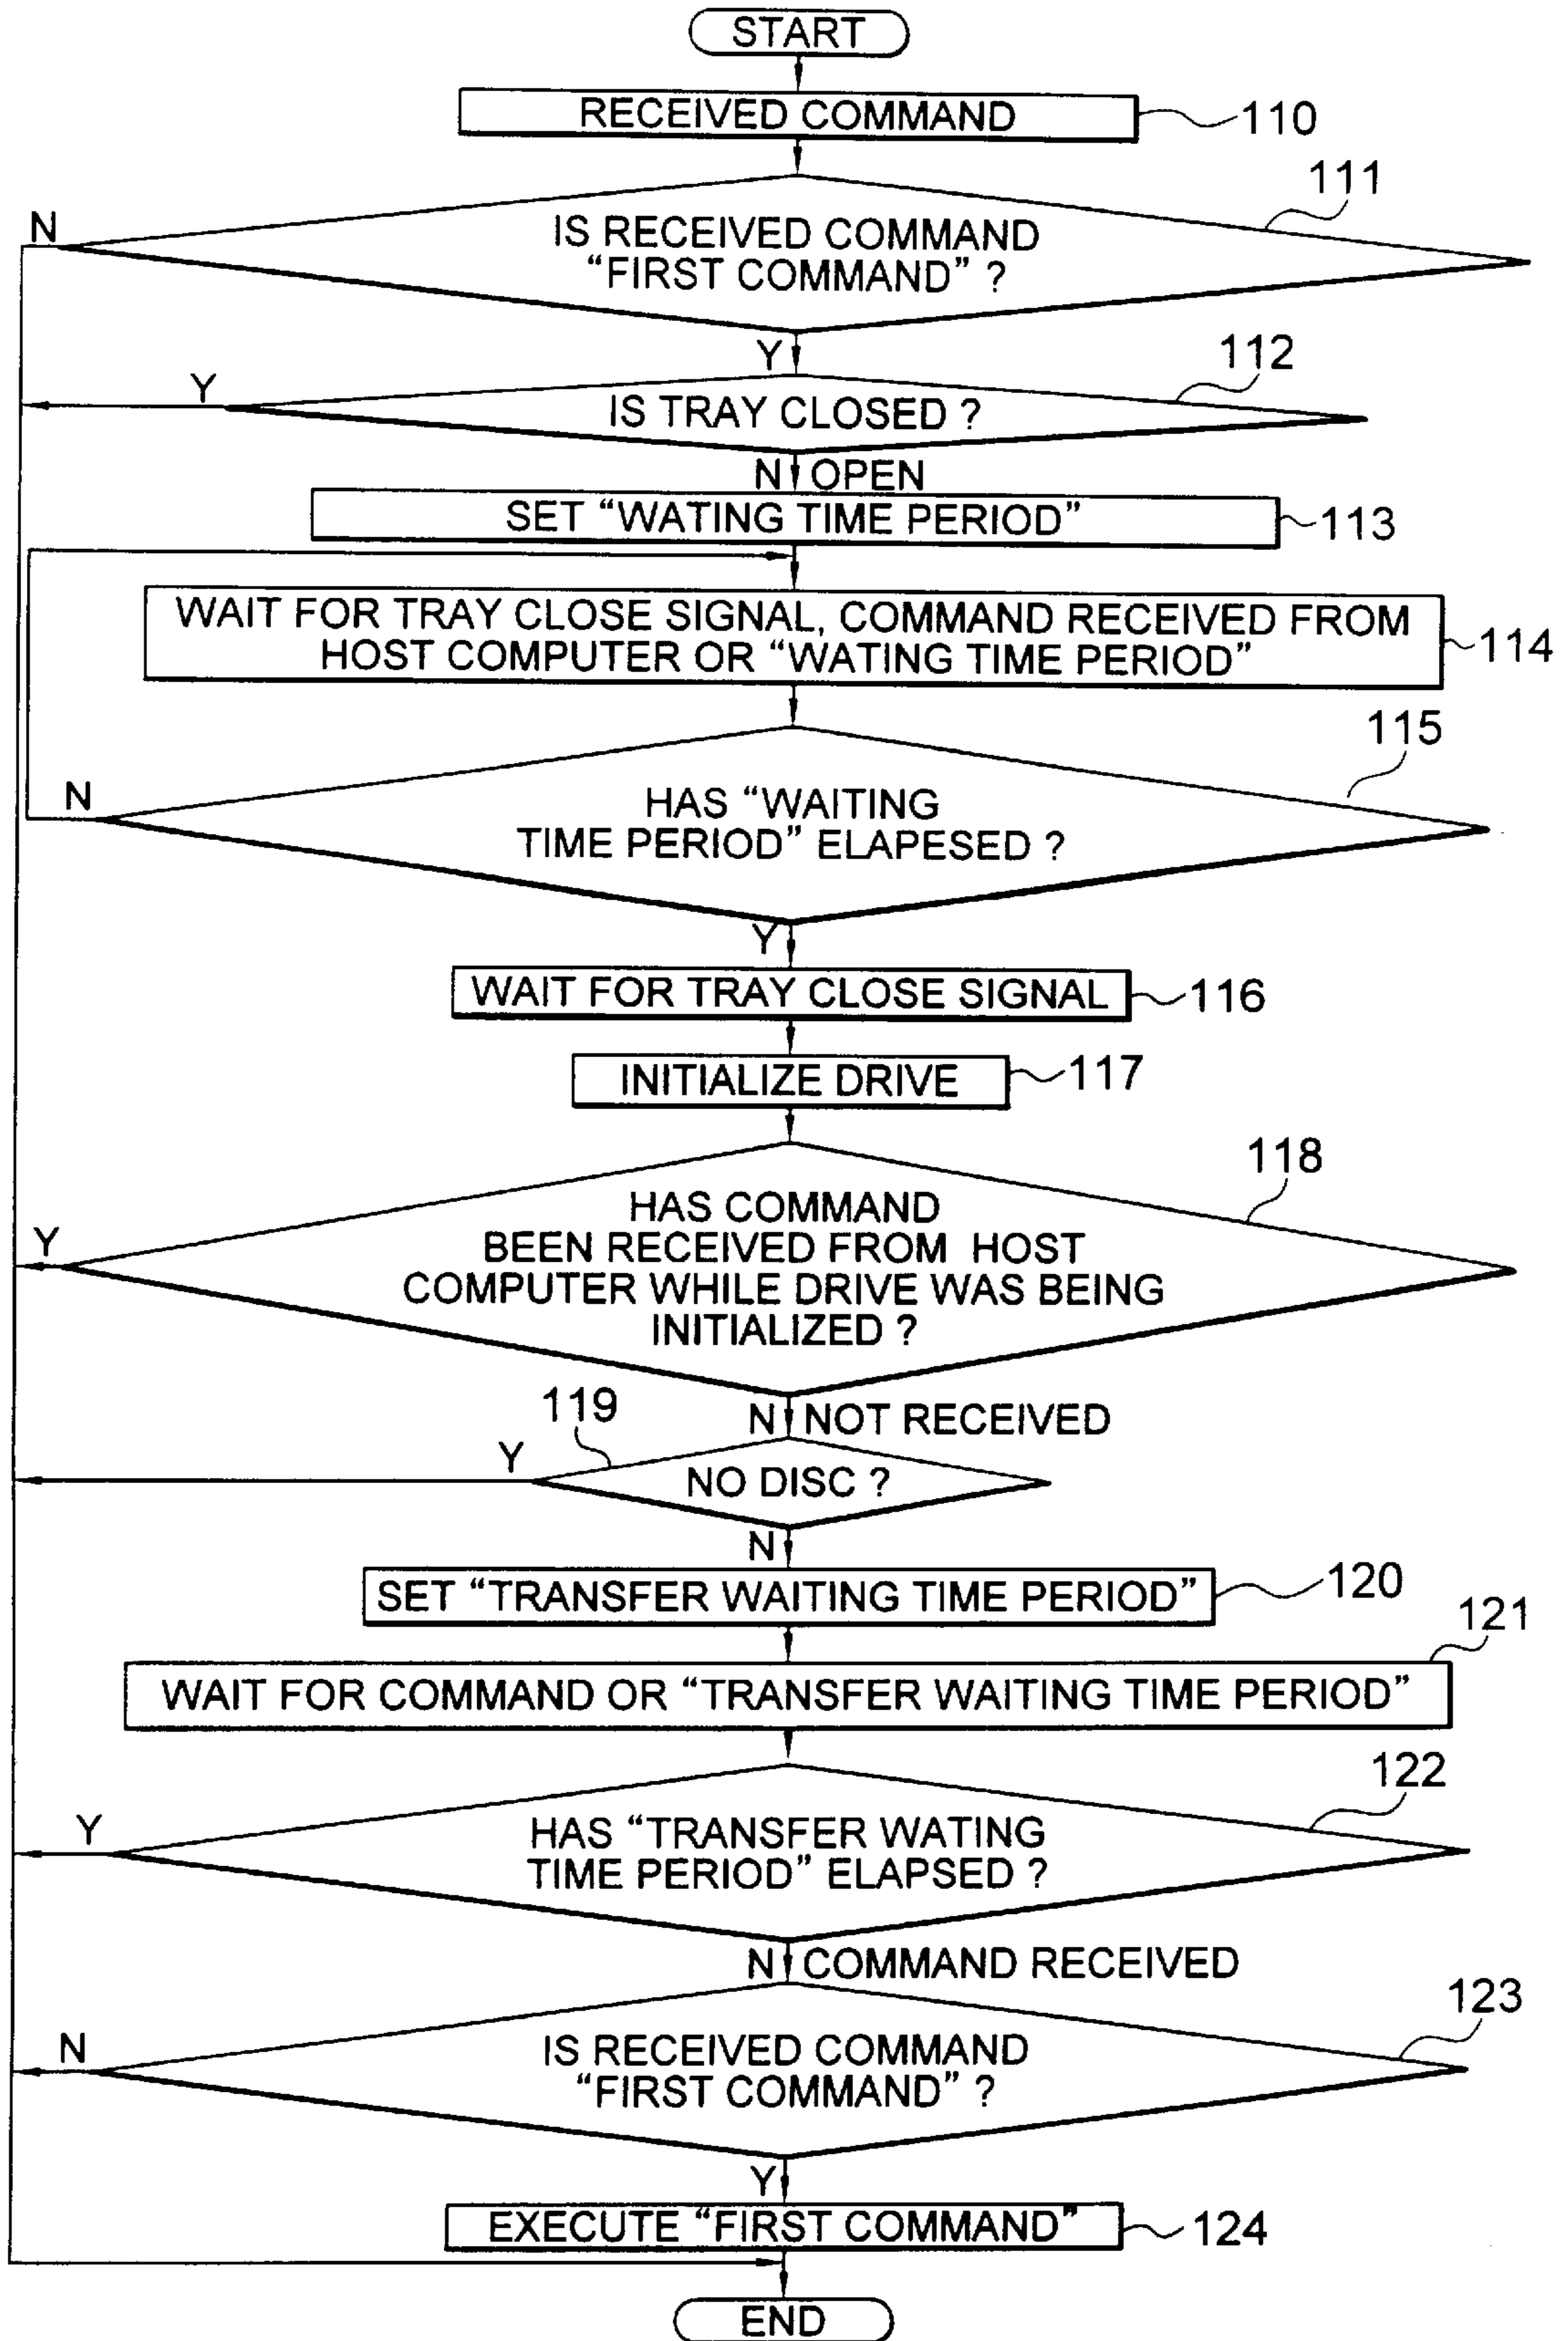 START
RECEIVED COMMAND
110
111
N
IS RECEIVED COMMAND
“FIRST COMMAND” ?
Y
112
Y
IS TRAY CLOSED ?
N OPEN
SET “WATING TIME PERIOD”
113
WAIT FOR TRAY CLOSE SIGNAL, COMMAND RECEIVED FROM
HOST COMPUTER OR “WATING TIME PERIOD”
114
115
N
HAS “WAITING
TIME PERIOD” ELAPESED ?
Y
WAIT FOR TRAY CLOSE SIGNAL
116
INITIALIZE DRIVE
117
118
HAS COMMAND
Y
BEEN RECEIVED FROM HOST
COMPUTER WHILE DRIVE WAS BEING
INITIALIZED ?
119
N NOT RECEIVED
Y
NO DISC ?
N
SET “TRANSFER WAITING TIME PERIOD”
120
121
WAIT FOR COMMAND OR “TRANSFER WAITING TIME PERIOD”
122
Y
HAS “TRANSFER WATING
TIME PERIOD” ELAPSED ?
N COMMAND RECEIVED
123
N
IS RECEIVED COMMAND
“FIRST COMMAND” ?
Y
EXECUTE “FIRST COMMAND”
124
END